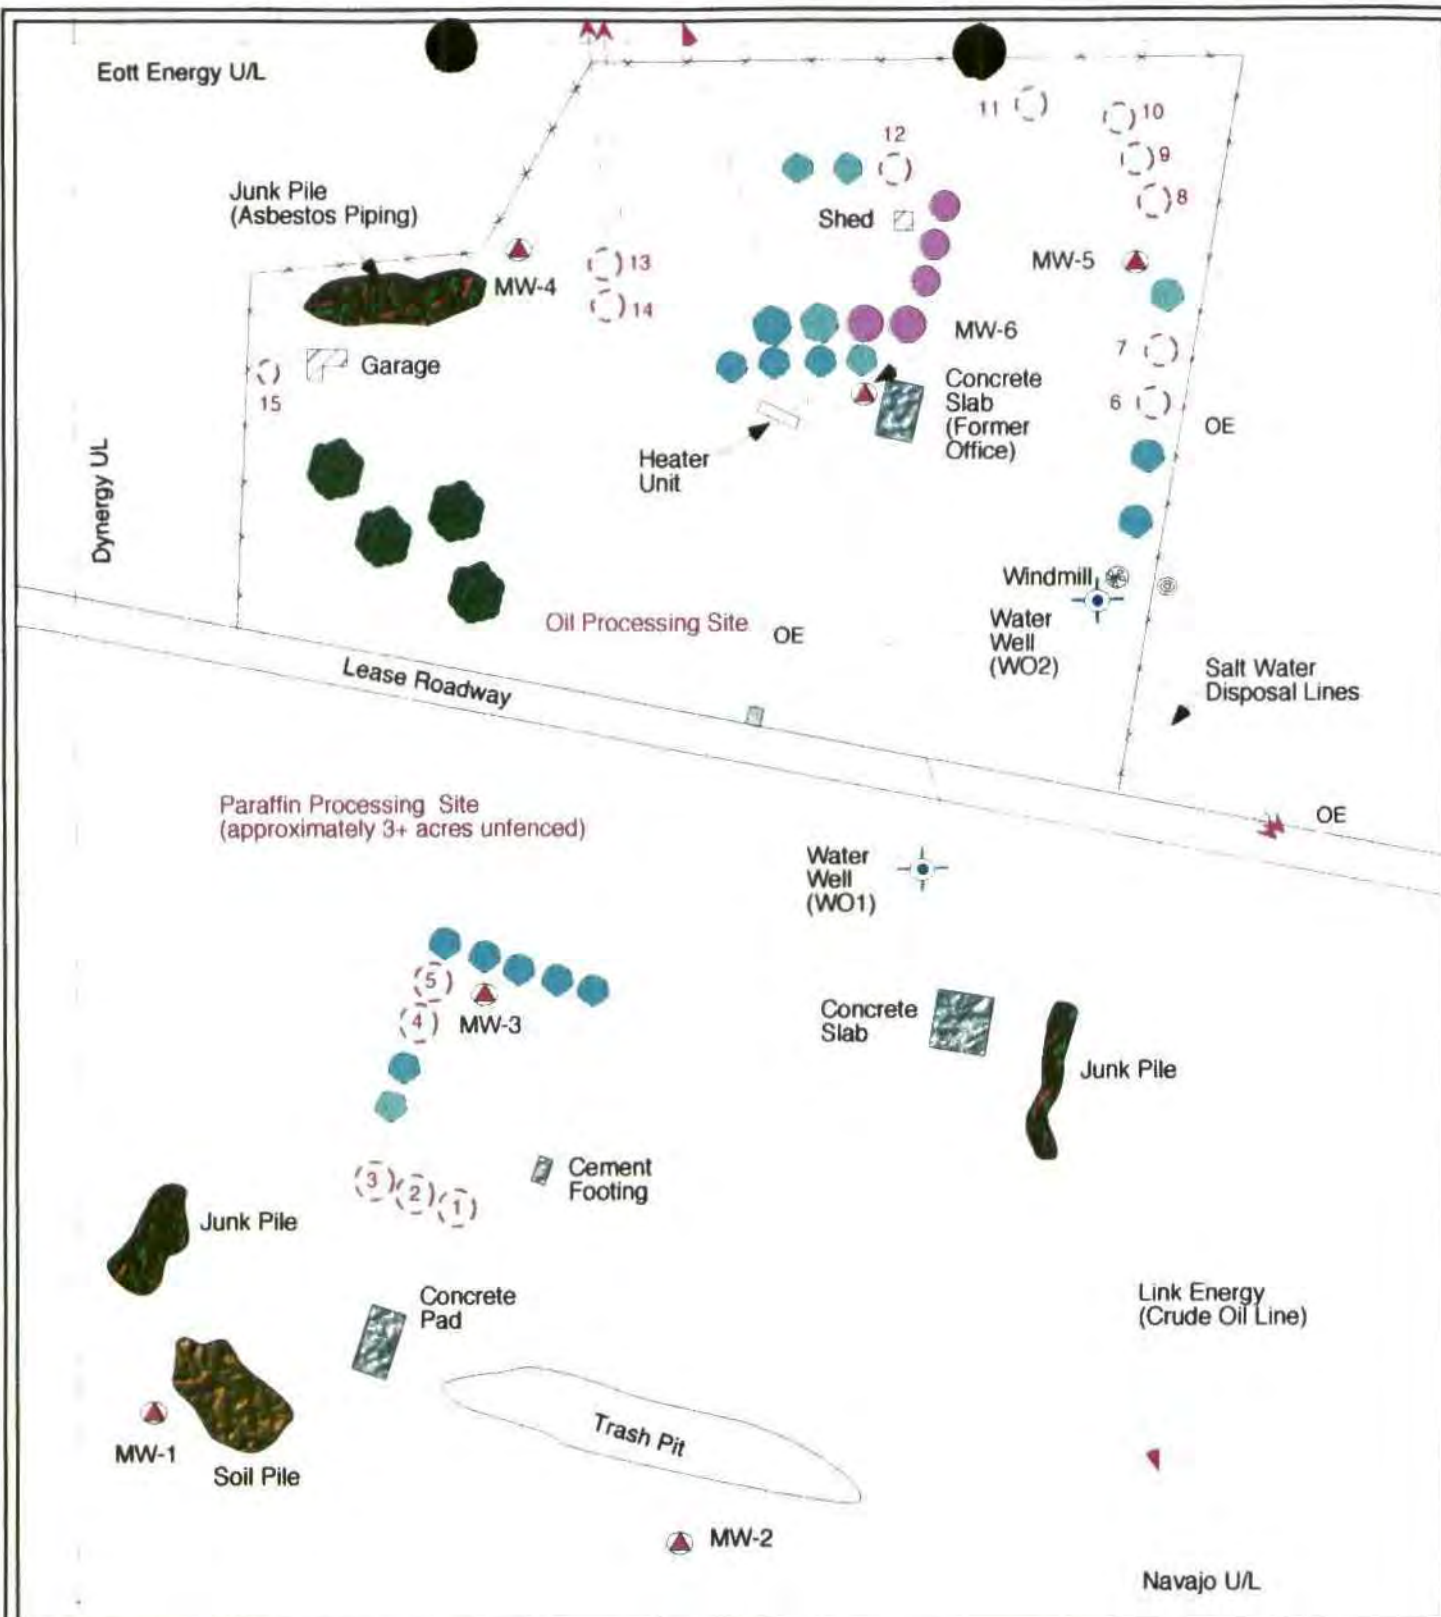 Eott Energy U/L
11
10
12
9
8
Junk Pile
(Asbestos Piping)
Shed
13
MW-5
MW-4
14
MW-6
7
Garage
15
Concrete
Slab
(Former
Office)
6
OE
Heater
Unit
Dynergy UL
Windmill
Water
Well
(WO2)
Oil Processing Site
OE
Lease Roadway
Salt Water
Disposal Lines
Paraffin Processing Site
(approximately 3+ acres unfenced)
OE
Water
Well
(WO1)
5
4
MW-3
Concrete
Slab
Junk Pile
Cement
Footing
3
2
1
Junk Pile
Concrete
Pad
Link Energy
(Crude Oil Line)
Trash Pit
MW-1
Soil Pile
MW-2
Navajo U/L